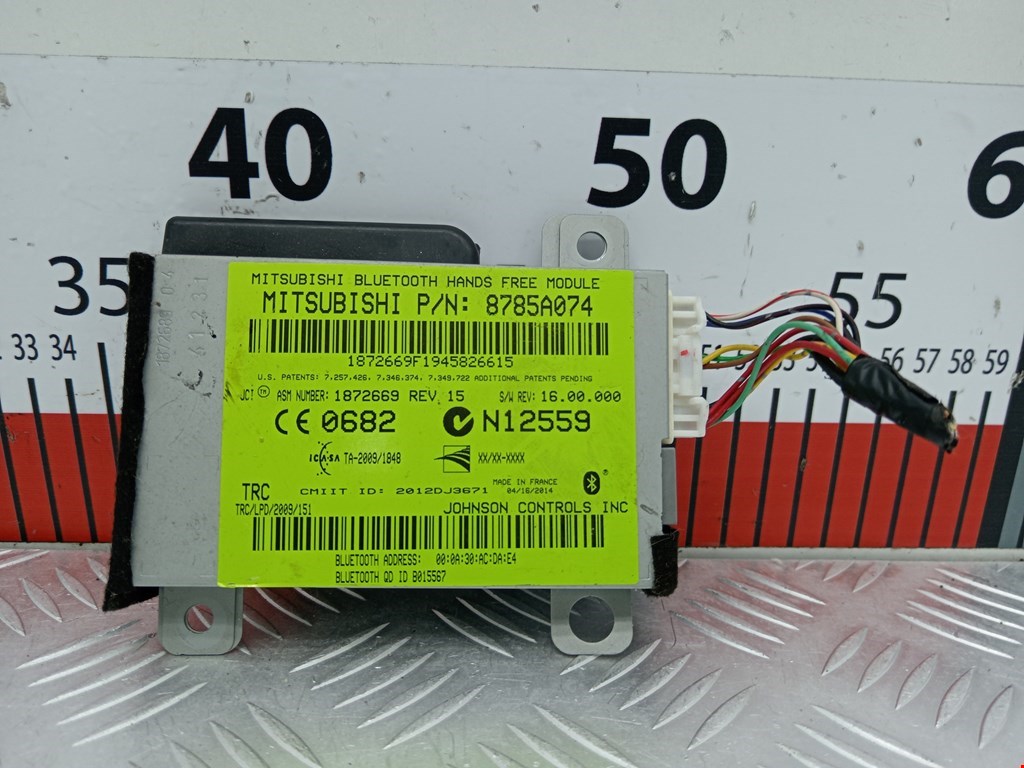 40
50
6
35
55
33 34
56 57 58 59
MITSUBISHI BLUETOOTH HANDS FREE MODULE
MITSUBISHI P/N: 8785A074
1872669F1945826615
U.S. PATENTS: 7,257,426, 7,346,374, 7,349,722 ADDITIONAL PATENTS PENDING
JCI TM ASM NUMBER: 1872669 REV 15 S/W REV: 16.00.000
CE 0682 N12559
ICASA TA-2009/1848 XX/XX-XXXX
TRC CMIIT ID: 2012DJ3671 MADE IN FRANCE
04/16/2014
TRC/LPD/2009/151 JOHNSON CONTROLS INC
BLUETOOTH ADDRESS: 00:0A:30:AC:DA:E4
BLUETOOTH QD ID B015567